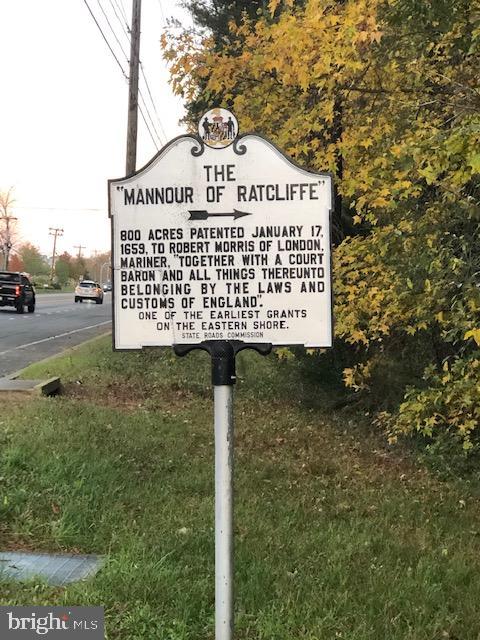 THE
"MANNOUR OF RATCLIFFE"
800 ACRES PATENTED JANUARY 17,
1659, TO ROBERT MORRIS OF LONDON,
MARINER, "TOGETHER WITH A COURT
BARON AND ALL THINGS THEREUNTO
BELONGING BY THE LAWS AND
CUSTOMS OF ENGLAND".
ONE OF THE EARLIEST GRANTS
ON THE EASTERN SHORE.
STATE ROADS COMMISSION
bright MLS